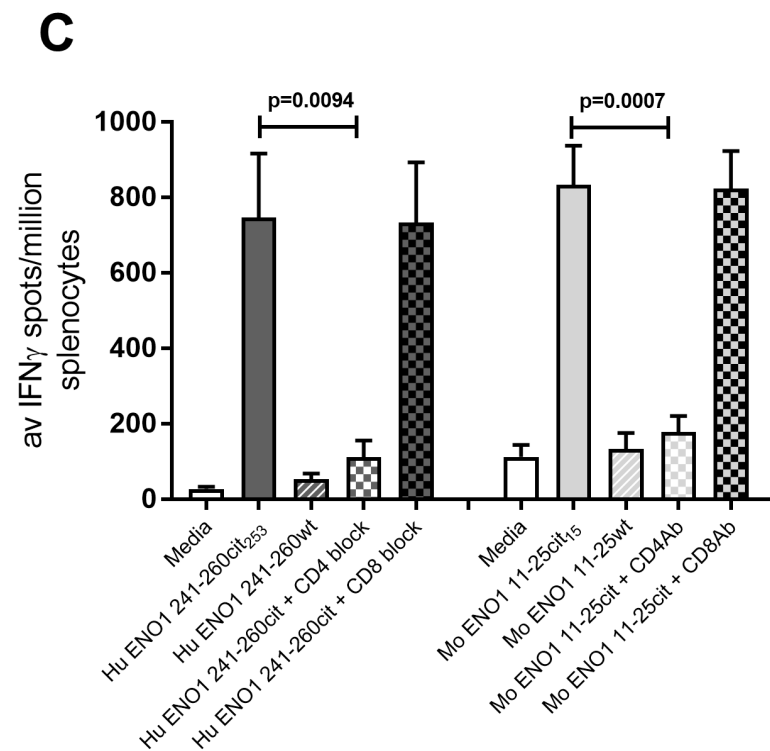 C
p=0.0094
p=0.0007
av IFNγ spots/million
splenocytes
1000
800
600
400
200
0
Media
Hu ENO1 241-260cit₂₅₃
Hu ENO1 241-260wt
Hu ENO1 241-260cit + CD4 block
Hu ENO1 241-260cit + CD8 block
Media
Mo ENO1 11-25cit₁₅
Mo ENO1 11-25wt
Mo ENO1 11-25cit + CD4Ab
Mo ENO1 11-25cit + CD8Ab